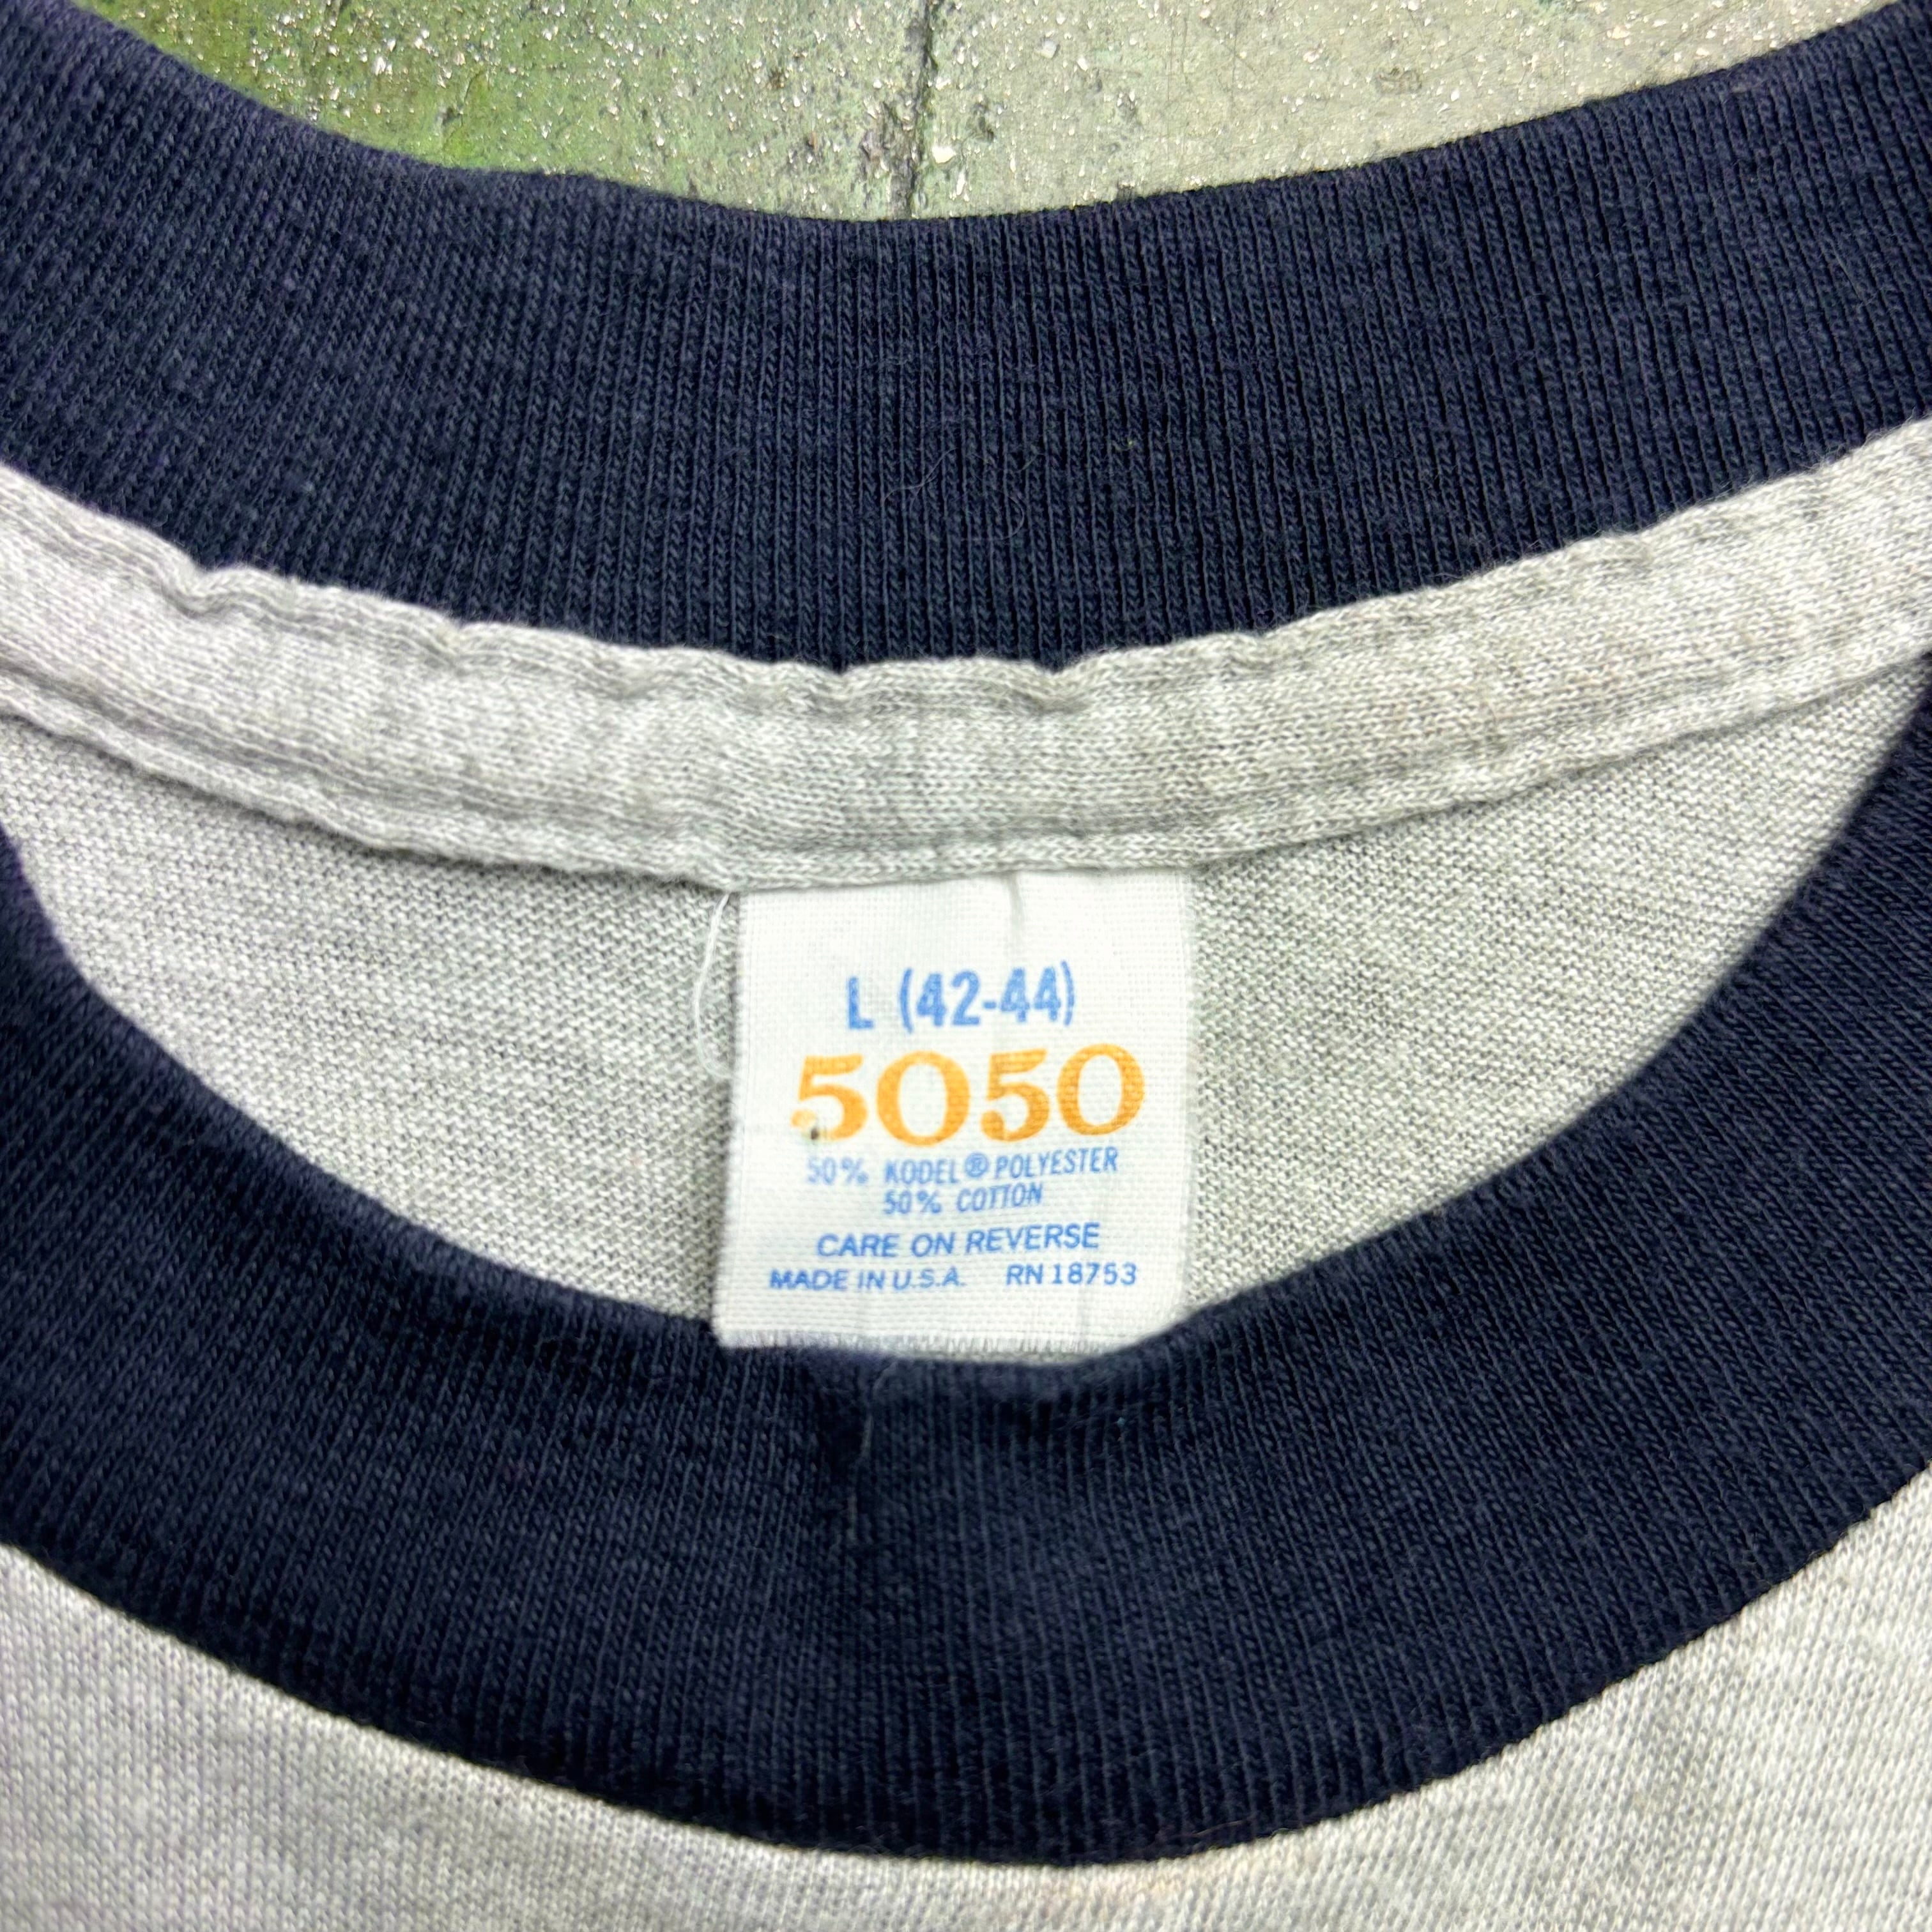 L (42-44)
5050
50% KODEL® POLYESTER
50% COTTON
CARE ON REVERSE
MADE IN U.S.A. RN 18753